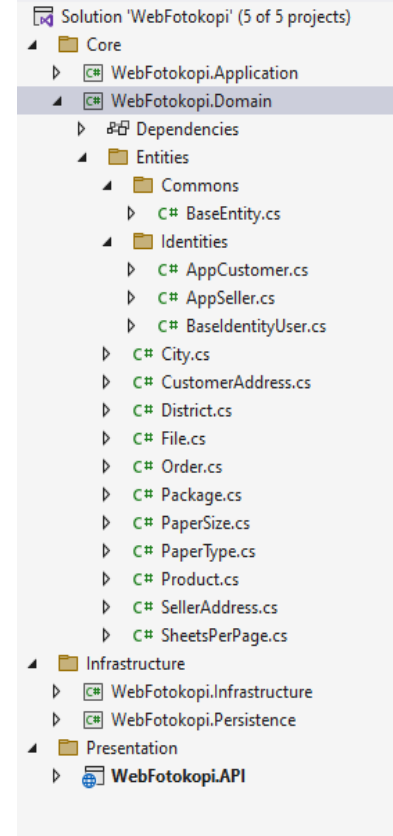 Solution 'WebFotokopi' (5 of 5 projects)
Core
C# WebFotokopi.Application
C# WebFotokopi.Domain
Dependencies
Entities
Commons
C# BaseEntity.cs
Identities
C# AppCustomer.cs
C# AppSeller.cs
C# BaseIdentityUser.cs
C# City.cs
C# CustomerAddress.cs
C# District.cs
C# File.cs
C# Order.cs
C# Package.cs
C# PaperSize.cs
C# PaperType.cs
C# Product.cs
C# SellerAddress.cs
C# SheetsPerPage.cs
Infrastructure
C# WebFotokopi.Infrastructure
C# WebFotokopi.Persistence
Presentation
WebFotokopi.API